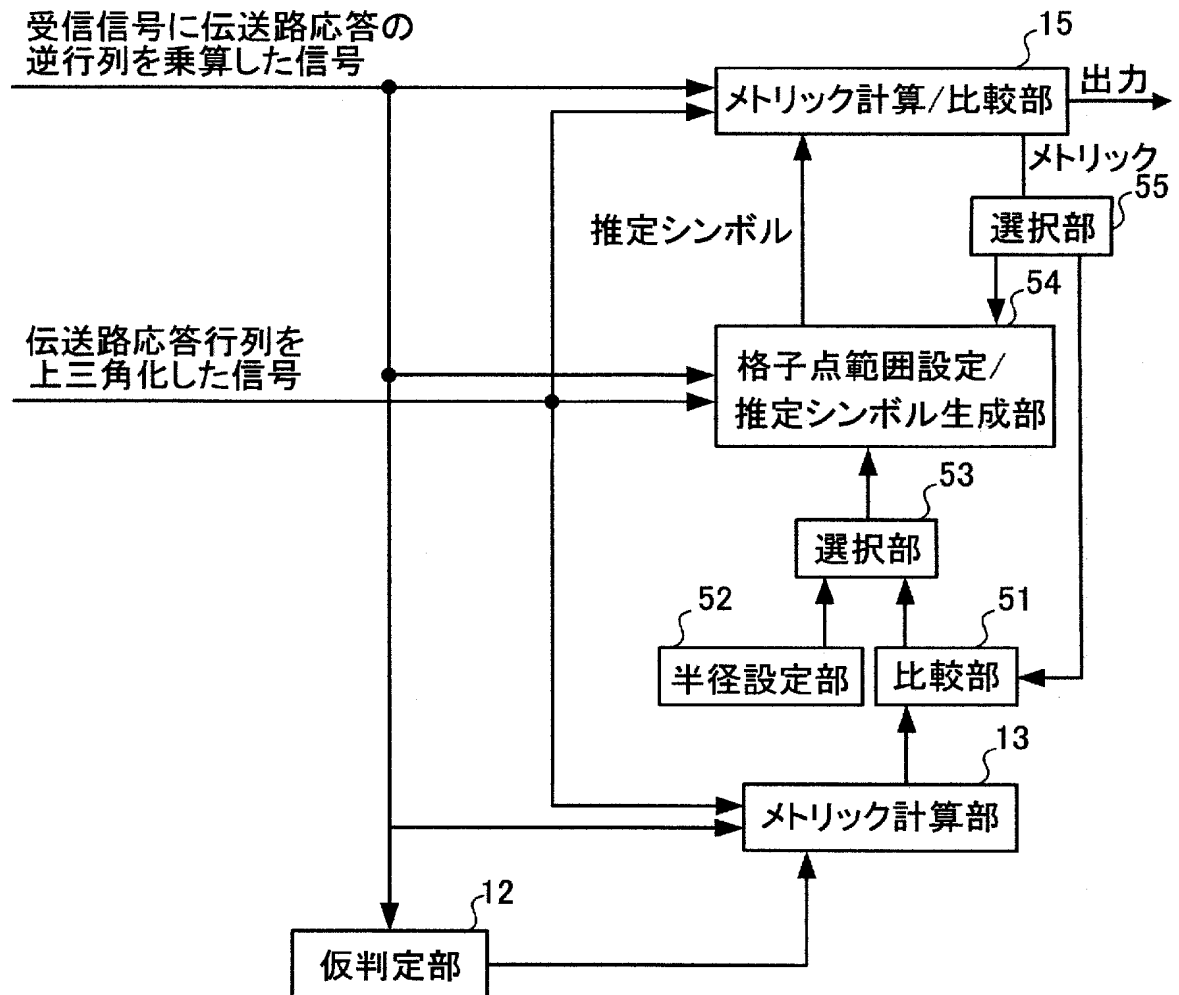 受信信号に伝送路応答の
逆行列を乗算した信号
15
メトリック計算/比較部
出力
メトリック
55
選択部
推定シンボル
54
伝送路応答行列を
上三角化した信号
格子点範囲設定/
推定シンボル生成部
53
選択部
52
半径設定部
51
比較部
13
メトリック計算部
12
仮判定部